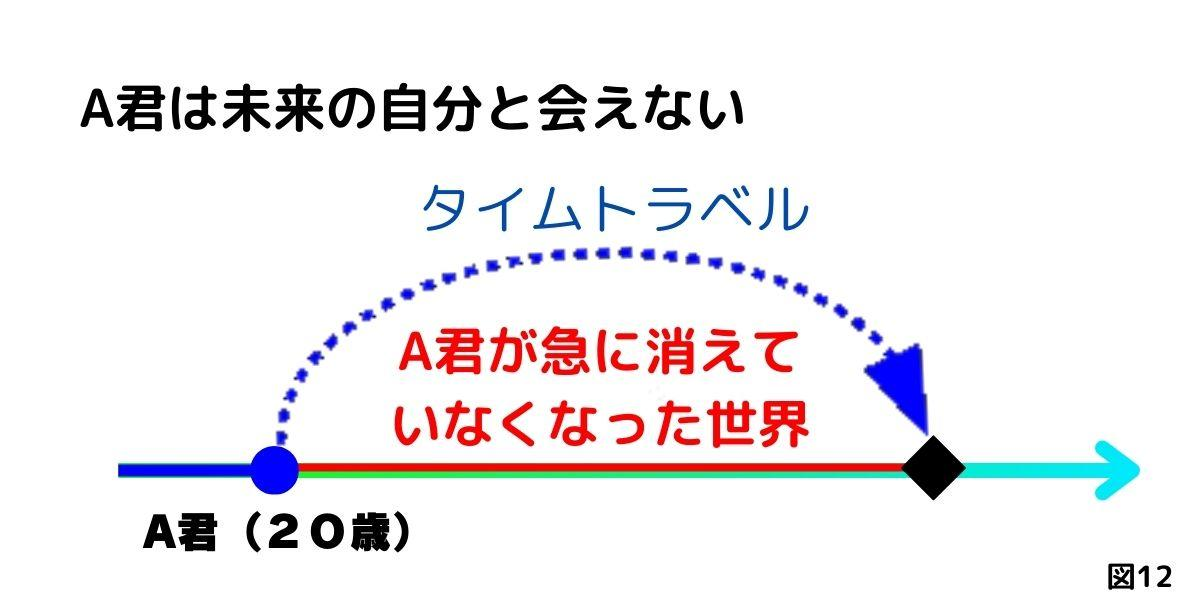 A君は未来の自分と会えない
タイムトラベル
A君が急に消えて
いなくなった世界
A君（２０歳）
図12